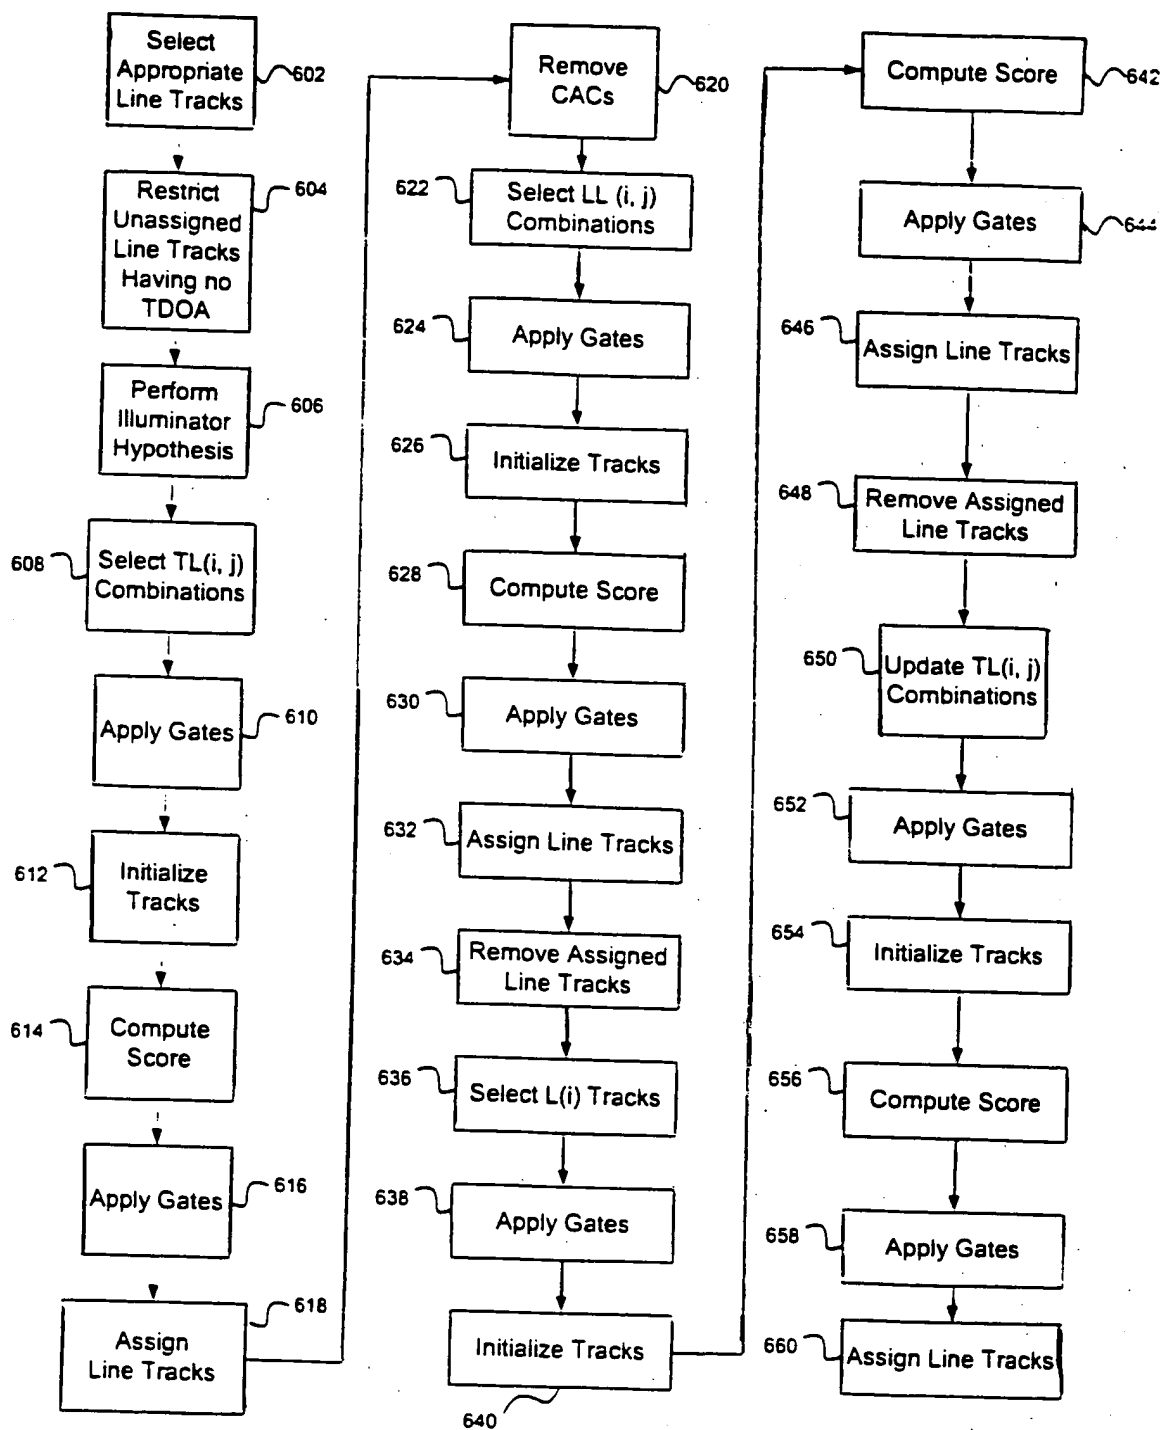 Select
Appropriate
Line Tracks
602
Restrict
Unassigned
Line Tracks
Having no
TDOA
604
Perform
Illuminator
Hypothesis
606
608
Select TL(i, j)
Combinations
Apply Gates
610
612
Initialize
Tracks
614
Compute
Score
Apply Gates
616
618
Assign
Line Tracks
Remove
CACs
620
622
Select LL (i, j)
Combinations
624
Apply Gates
626
Initialize Tracks
628
Compute Score
630
Apply Gates
632
Assign Line Tracks
634
Remove Assigned
Line Tracks
636
Select L(i) Tracks
638
Apply Gates
Initialize Tracks
640
Compute Score
642
Apply Gates
644
646
Assign Line Tracks
648
Remove Assigned
Line Tracks
650
Update TL(i, j)
Combinations
652
Apply Gates
654
Initialize Tracks
656
Compute Score
658
Apply Gates
660
Assign Line Tracks